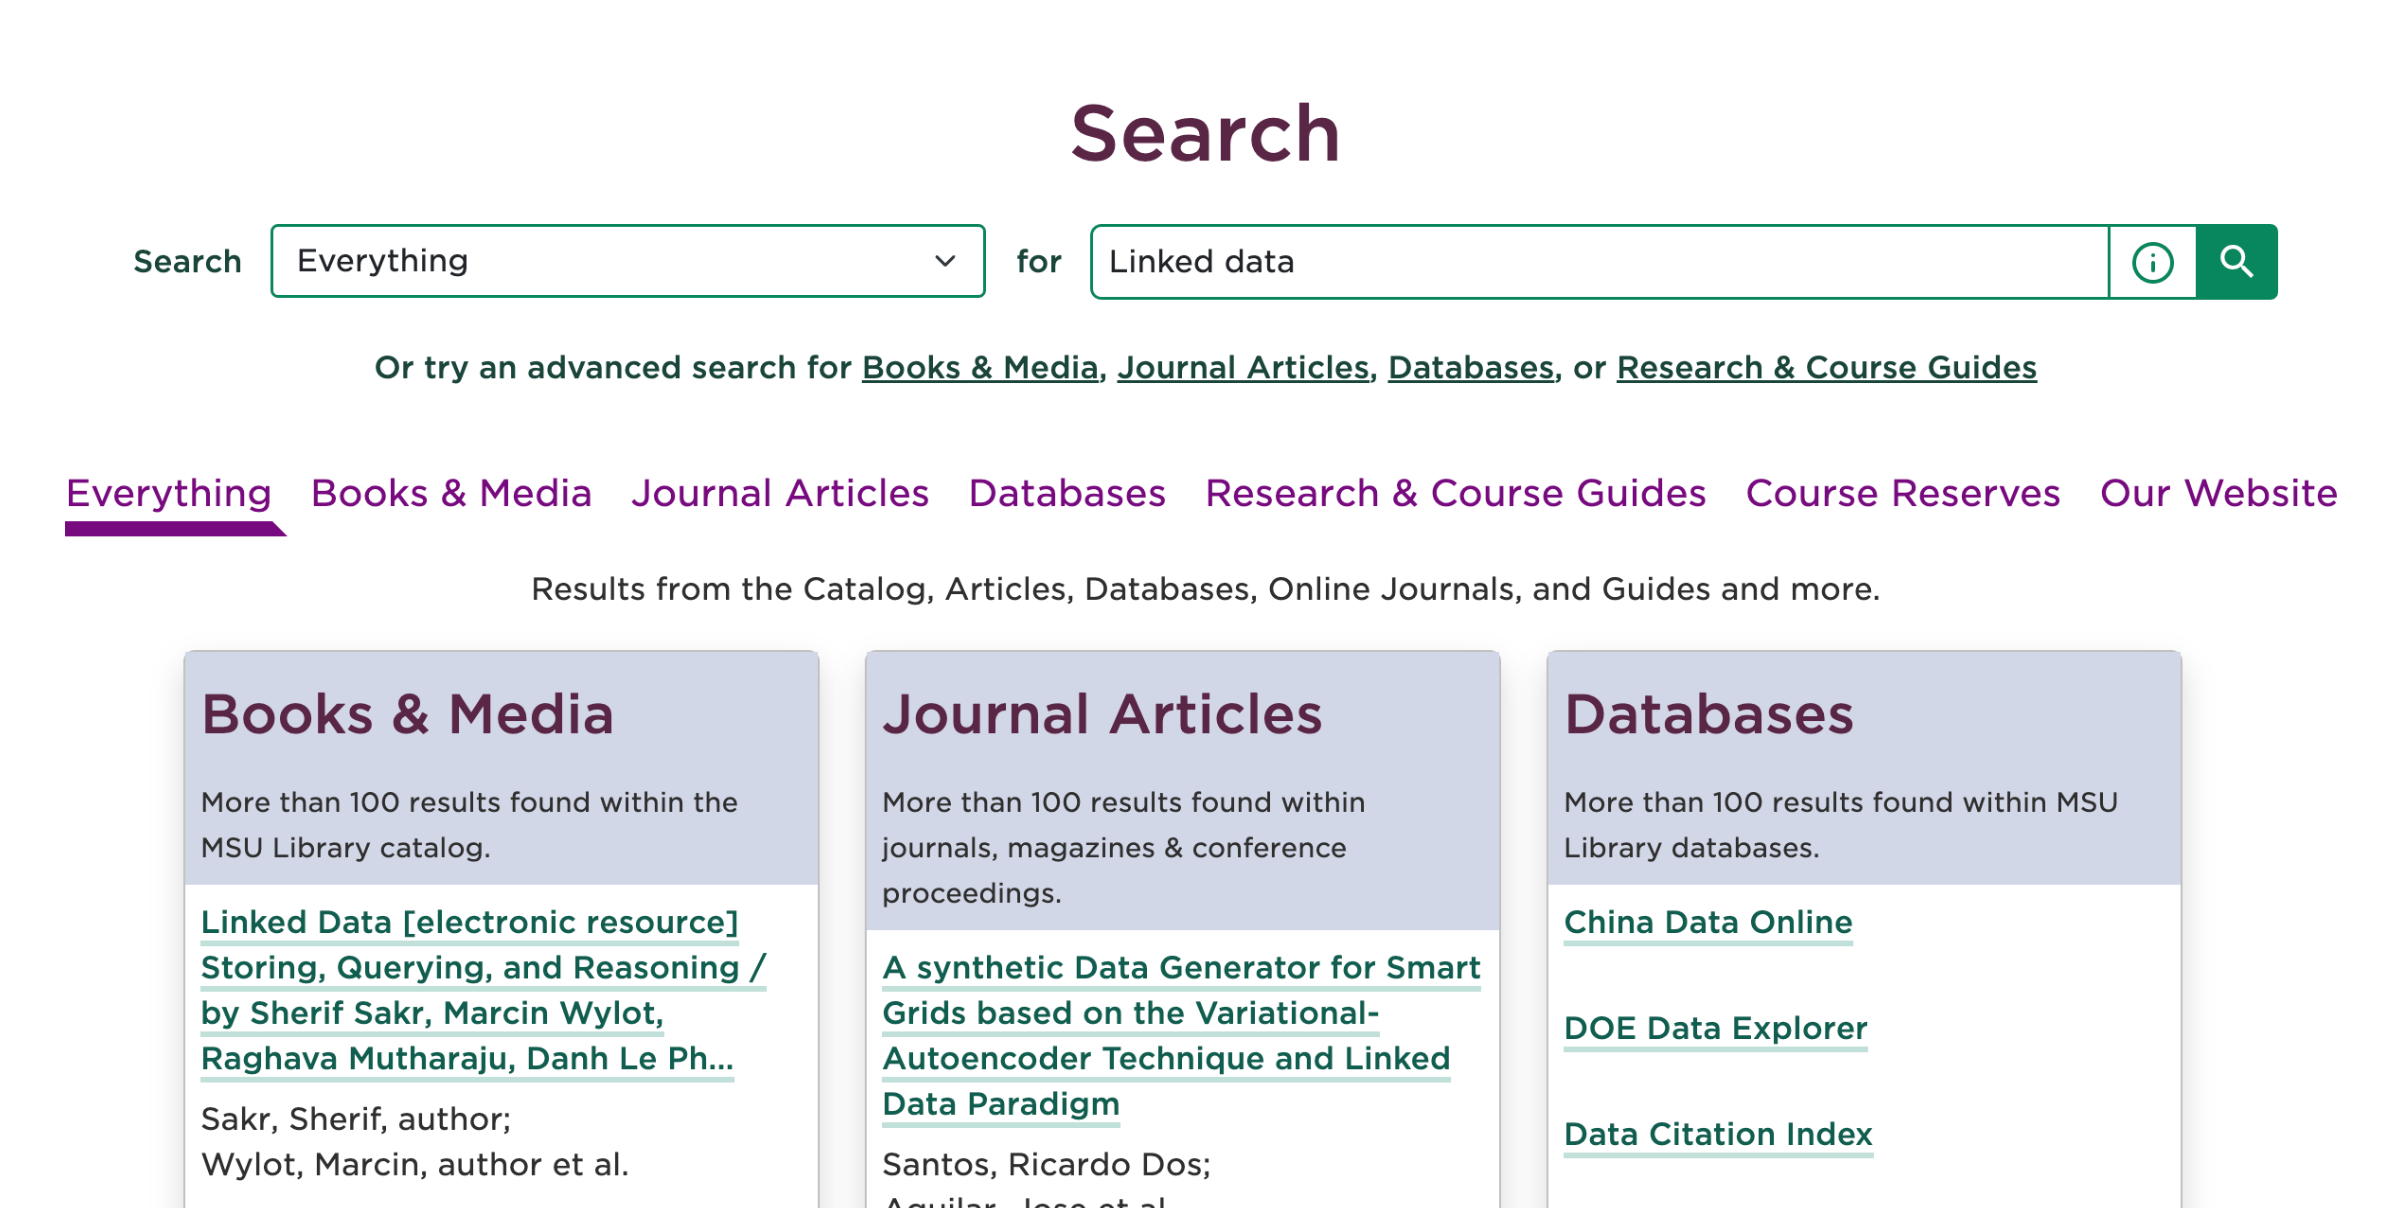 Search
Search Everything for Linked data
Or try an advanced search for Books & Media, Journal Articles, Databases, or Research & Course Guides
Everything Books & Media Journal Articles Databases Research & Course Guides Course Reserves Our Website
Results from the Catalog, Articles, Databases, Online Journals, and Guides and more.
Books & Media
More than 100 results found within the
MSU Library catalog.
Linked Data [electronic resource]
Storing, Querying, and Reasoning /
by Sherif Sakr, Marcin Wylot,
Raghava Mutharaju, Danh Le Ph...
Sakr, Sherif, author;
Wylot, Marcin, author et al.
Journal Articles
More than 100 results found within
journals, magazines & conference
proceedings.
A synthetic Data Generator for Smart
Grids based on the Variational-
Autoencoder Technique and Linked
Data Paradigm
Santos, Ricardo Dos;
Aguilar, Jose et al.
Databases
More than 100 results found within MSU
Library databases.
China Data Online
DOE Data Explorer
Data Citation Index